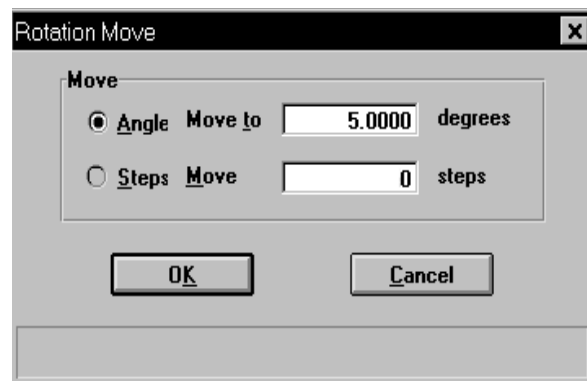 Rotation Move
Move
Angle Move to 5.0000 degrees
Steps Move 0 steps
OK Cancel